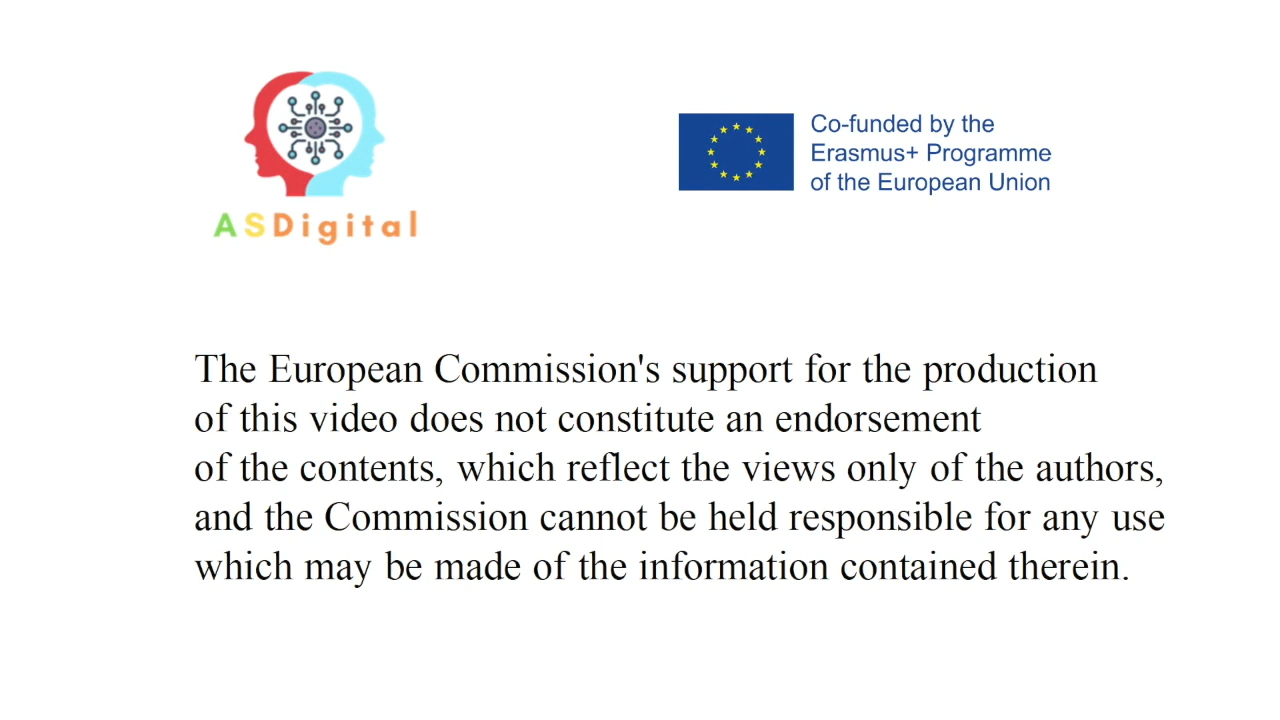 ASDigital
Co-funded by the
Erasmus+ Programme
of the European Union
The European Commission's support for the production
of this video does not constitute an endorsement
of the contents, which reflect the views only of the authors,
and the Commission cannot be held responsible for any use
which may be made of the information contained therein.